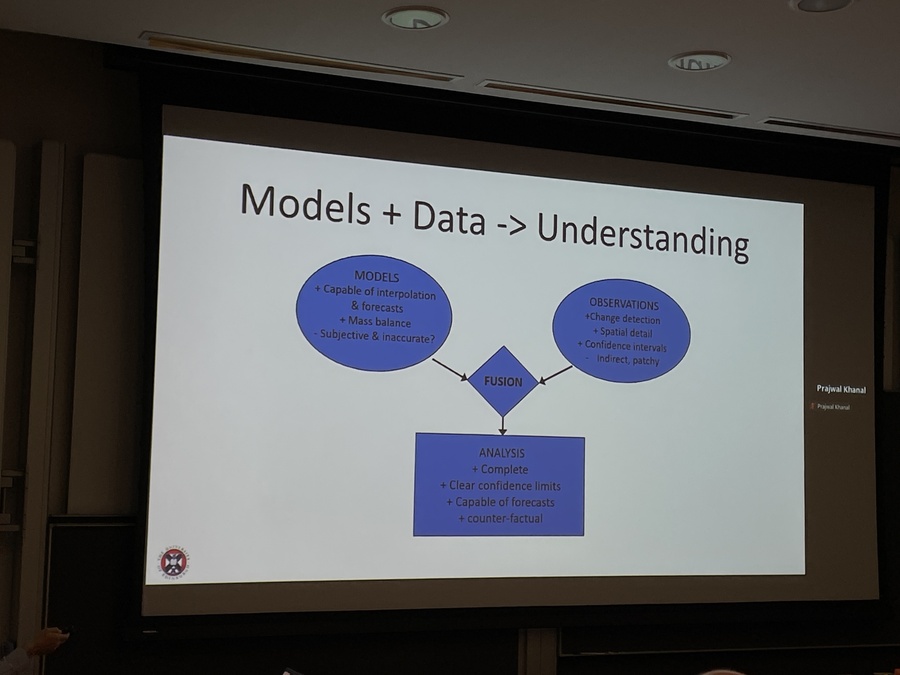 Models + Data -> Understanding
MODELS
+ Capable of interpolation
& forecasts
+ Mass balance
- Subjective & inaccurate?
OBSERVATIONS
+Change detection
+ Spatial detail
+ Confidence intervals
- indirect, patchy
FUSION
ANALYSIS
+ Complete
+ Clear confidence limits
+ Capable of forecasts
+ counter-factual
Prajwal Khanal
Prajwal Khanal